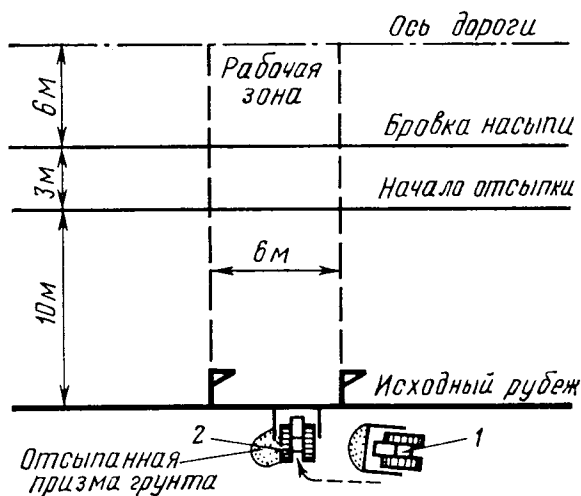 Ось дороги
6м
Рабочая
зона
Бровка насыпи
3м
Начало отсыпки
6м
10м
Исходный рубеж
2
1
Отсыпанная
призма грунта